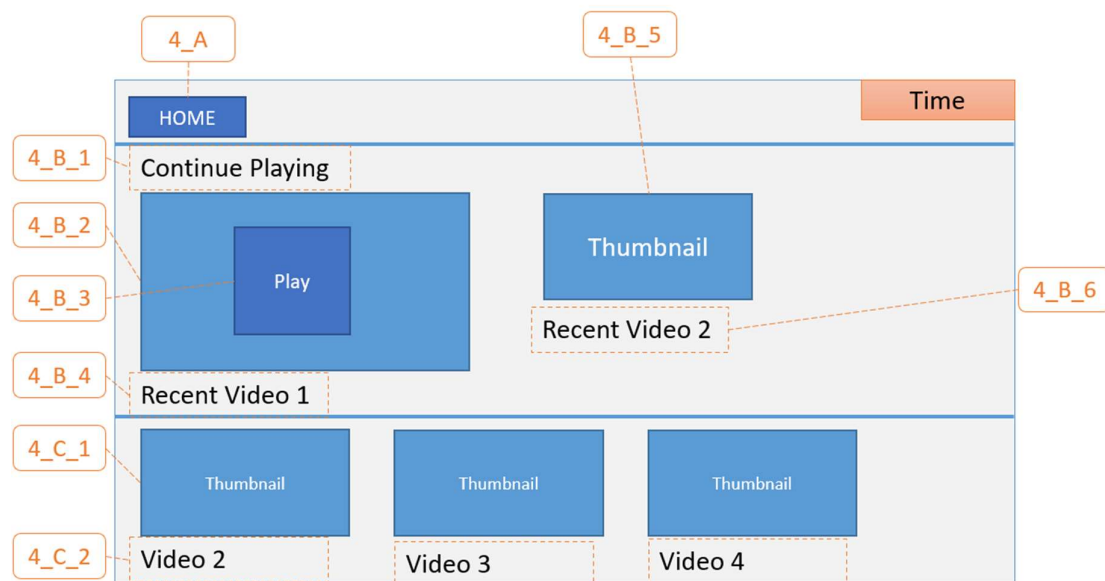 4_A
4_B_5
Time
HOME
4_B_1
Continue Playing
4_B_2
Thumbnail
4_B_3
Play
4_B_6
Recent Video 2
4_B_4
Recent Video 1
4_C_1
Thumbnail
Thumbnail
Thumbnail
4_C_2
Video 2
Video 3
Video 4